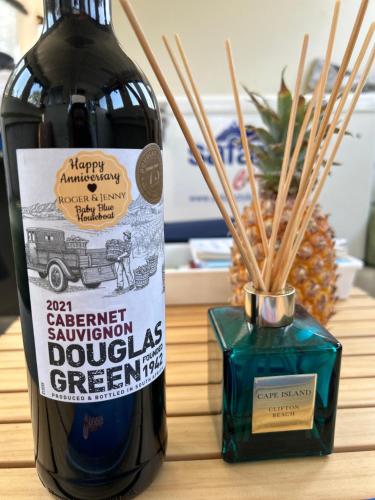 Happy
Anniversary
ROGER & JENNY
Baby Blue
Houseboat
2021
CABERNET
SAUVIGNON
DOUGLAS
GREEN
FOUNDED
1942
PRODUCED & BOTTLED IN SOUTH
CAPE ISLAND
CLIFTON
BEACH